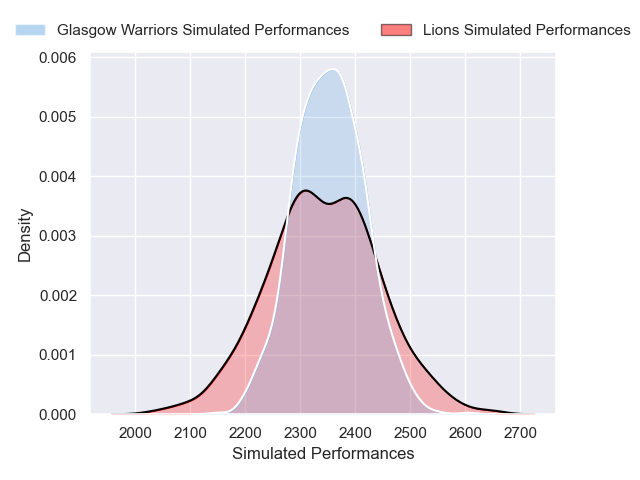 Glasgow Warriors Simulated Performances Lions Simulated Performances
0.006
0.005
0.004
0.003
0.002
0.001
0.000
Density
2000 2100 2200 2300 2400 2500 2600 2700
Simulated Performances